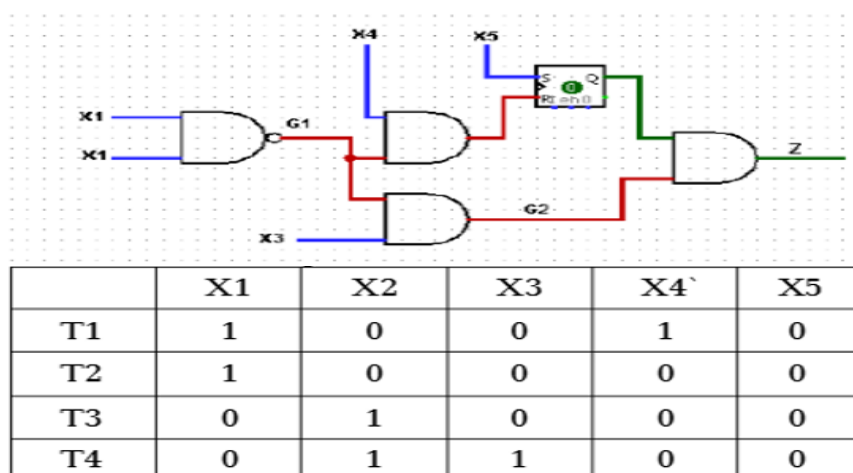 X4 X5
S Q
X1 G1
R
X1
Z
G2
X3
X1 X2 X3 X4` X5
T1 1 0 0 1 0
T2 1 0 0 0 0
T3 0 1 0 0 0
T4 0 1 1 0 0